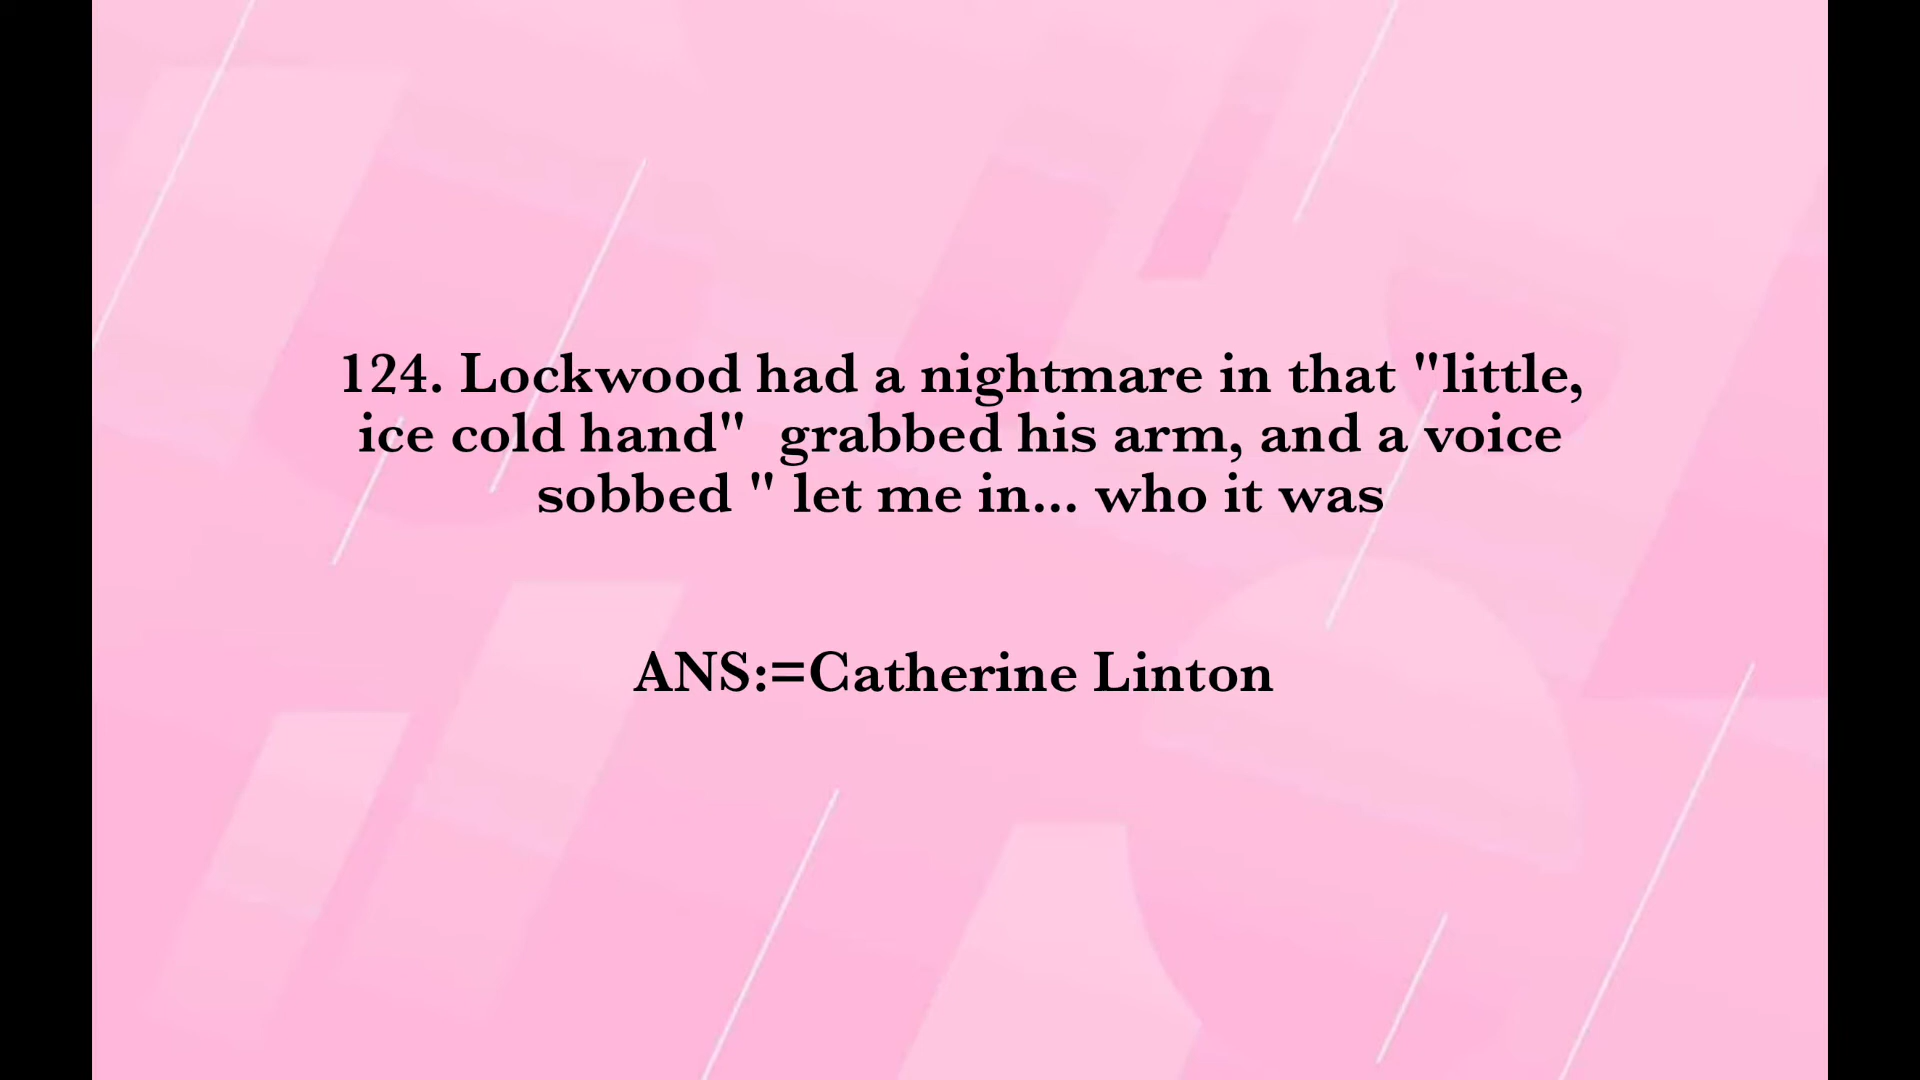 124. Lockwood had a nightmare in that "little,
ice cold hand"  grabbed his arm, and a voice
sobbed " let me in... who it was
ANS:=Catherine Linton